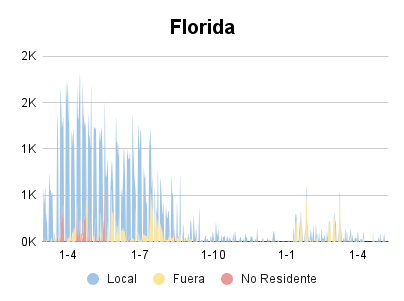 Florida
2K
2K
1K
1K
0K
1-4 1-7 1-10 1-1 1-4
Local Fuera No Residente